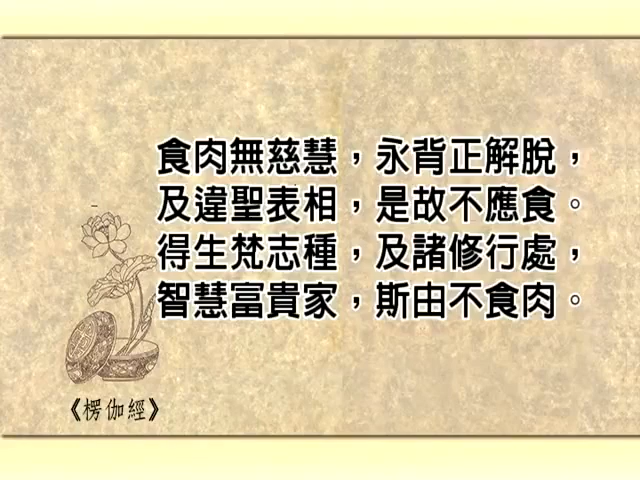 食肉無慈慧，永背正解脫，
及違聖表相，是故不應食。
得生梵志種，及諸修行處，
智慧富貴家，斯由不食肉。
《楞伽經》